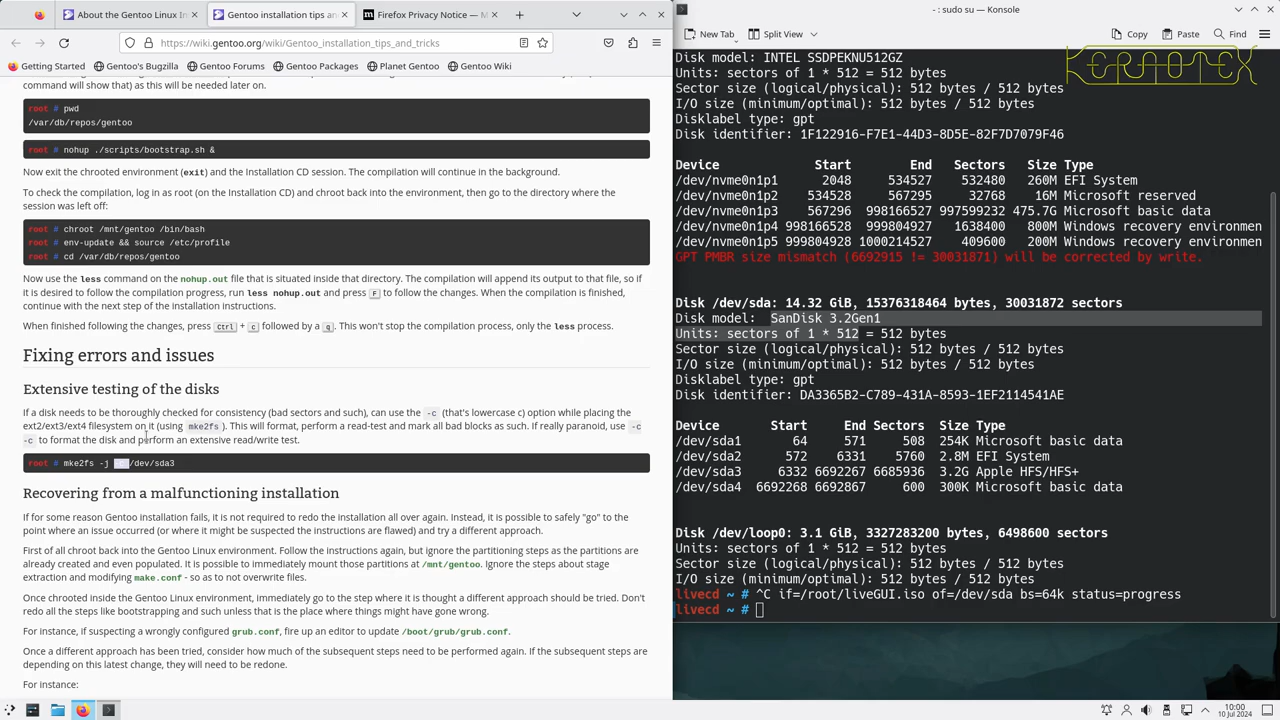 About the Gentoo Linux In
Gentoo installation tips an
Firefox Privacy Notice — M
https://wiki.gentoo.org/wiki/Gentoo_installation_tips_and_tricks
Getting Started
Gentoo's Bugzilla
Gentoo Forums
Gentoo Packages
Planet Gentoo
Gentoo Wiki
command will show that) as this will be needed later on.
root # pwd
/var/db/repos/gentoo
root # nohup ./scripts/bootstrap.sh &
Now exit the chrooted environment (exit) and the Installation CD session. The compilation will continue in the background.
To check the compilation, log in as root (on the Installation CD) and chroot back into the environment, then go to the directory where the
session was left off:
root # chroot /mnt/gentoo /bin/bash
root # env-update && source /etc/profile
root # cd /var/db/repos/gentoo
Now use the less command on the nohup.out file that is situated inside that directory. The compilation will append its output to that file, so if
it is desired to follow the compilation progress, run less nohup.out and press F to follow the changes. When the compilation is finished,
continue with the next step of the installation instructions.
When finished following the changes, press Ctrl + c followed by a q. This won't stop the compilation process, only the less process.
Fixing errors and issues
Extensive testing of the disks
If a disk needs to be thoroughly checked for consistency (bad sectors and such), can use the -c (that's lowercase c) option while placing the
ext2/ext3/ext4 filesystem on it (using mke2fs ). This will format, perform a read-test and mark all bad blocks as such. If really paranoid, use -c
-c to format the disk and perform an extensive read/write test.
root # mke2fs -j -c /dev/sda3
Recovering from a malfunctioning installation
If for some reason Gentoo installation fails, it is not required to redo the installation all over again. Instead, it is possible to safely "go" to the
point where an issue occurred (or where it might be suspected the instructions are flawed) and try a different approach.
First of all chroot back into the Gentoo Linux environment. Follow the instructions again, but ignore the partitioning steps as the partitions are
already created and even populated. It is possible to immediately mount those partitions at /mnt/gentoo. Ignore the steps about stage
extraction and modifying make.conf - so as to not overwrite files.
Once chrooted inside the Gentoo Linux environment, immediately go to the step where it is thought a different approach should be tried. Don't
redo all the steps like bootstrapping and such unless that is the place where things might have gone wrong.
For instance, if suspecting a wrongly configured grub.conf, fire up an editor to update /boot/grub/grub.conf.
Once a different approach has been tried, consider how much of the subsequent steps need to be performed again. If the subsequent steps are
depending on this latest change, they will need to be redone.
For instance:
- : sudo su — Konsole
New Tab
Split View
Copy
Paste
Find
KERNOTEX
Disk model: INTEL SSDPEKNU512GZ
Units: sectors of 1 * 512 = 512 bytes
Sector size (logical/physical): 512 bytes / 512 bytes
I/O size (minimum/optimal): 512 bytes / 512 bytes
Disklabel type: gpt
Disk identifier: 1F122916-F7E1-44D3-8D5E-82F7D7079F46
Device Start End Sectors Size Type
/dev/nvme0n1p1 2048 534527 532480 260M EFI System
/dev/nvme0n1p2 534528 567295 32768 16M Microsoft reserved
/dev/nvme0n1p3 567296 998166527 997599232 475.7G Microsoft basic data
/dev/nvme0n1p4 998166528 999804927 1638400 800M Windows recovery environmen
/dev/nvme0n1p5 999804928 1000214527 409600 200M Windows recovery environmen
GPT PMBR size mismatch (6692915 != 30031871) will be corrected by write.
Disk /dev/sda: 14.32 GiB, 15376318464 bytes, 30031872 sectors
Disk model: SanDisk 3.2Gen1
Units: sectors of 1 * 512 = 512 bytes
Sector size (logical/physical): 512 bytes / 512 bytes
I/O size (minimum/optimal): 512 bytes / 512 bytes
Disklabel type: gpt
Disk identifier: DA3365B2-C789-431A-8593-1EF2114541AF
Device Start End Sectors Size Type
/dev/sda1 64 571 508 254K Microsoft basic data
/dev/sda2 572 6331 5760 2.8M EFI System
/dev/sda3 6332 6692267 6685936 3.2G Apple HFS/HFS+
/dev/sda4 6692268 6692867 600 300K Microsoft basic data
Disk /dev/loop0: 3.1 GiB, 3327283200 bytes, 6498600 sectors
Units: sectors of 1 * 512 = 512 bytes
Sector size (logical/physical): 512 bytes / 512 bytes
I/O size (minimum/optimal): 512 bytes / 512 bytes
livecd ~ # ^C if=/root/liveGUI.iso of=/dev/sda bs=64k status=progress
livecd ~ #
10:00
10 Jul 2024